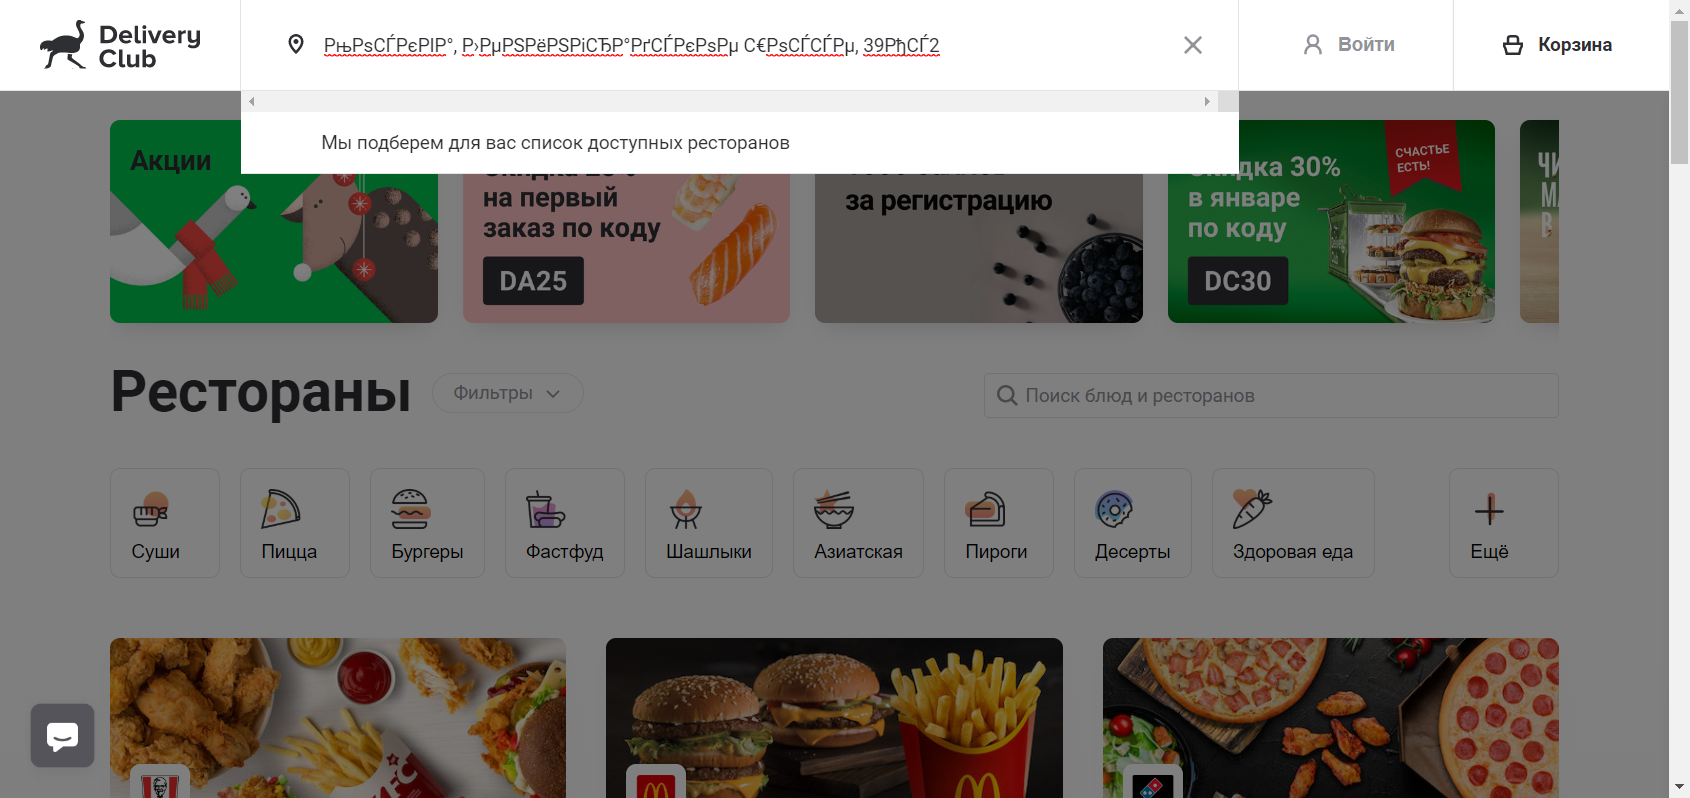 Delivery
Club
РњРѕСЃРєРІР°, Р›РµРЅРёРЅРіСЂР°РґСЃРєРѕРµ С€РѕСЃСЃРµ, 39РђСЃ2
Войти
Корзина
Мы подберем для вас список доступных ресторанов
Акции
на первый
заказ по коду
DA25
за регистрацию
Скидка 30%
в январе
по коду
DC30
СЧАСТЬЕ
ЕСТЬ!
Рестораны
Фильтры
Поиск блюд и ресторанов
Суши
Пицца
Бургеры
Фастфуд
Шашлыки
Азиатская
Пироги
Десерты
Здоровая еда
Ещё